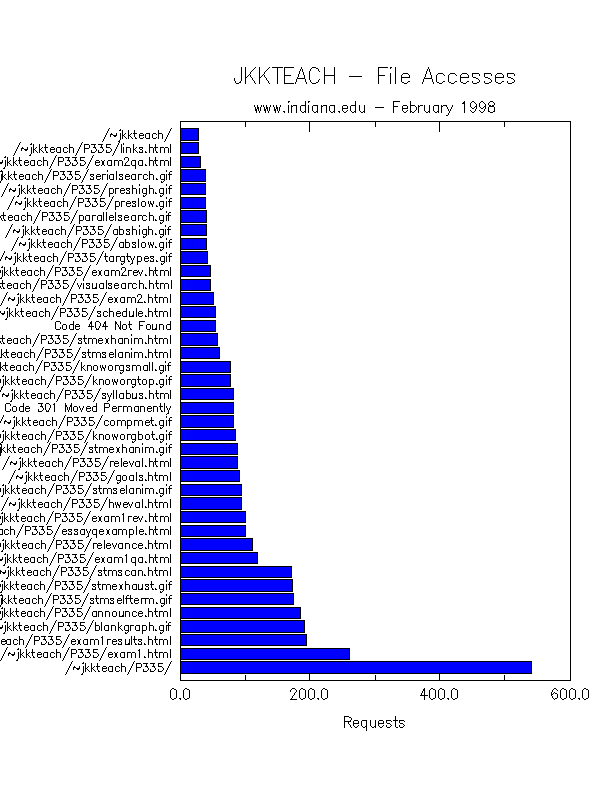 JKKTEACH – File Accesses
www.indiana.edu – February 1998
/~jkkteach/
/~jkkteach/P335/links.html
~jkkteach/P335/exam2qa.html
kkteach/P335/serialsearch.gif
/~jkkteach/P335/preshigh.gif
/~jkkteach/P335/preslow.gif
kteach/P335/parallelsearch.gif
/~jkkteach/P335/abshigh.gif
/~jkkteach/P335/abslow.gif
/~jkkteach/P335/targtypes.gif
jkkteach/P335/exam2rev.html
kteach/P335/visualsearch.html
/~jkkteach/P335/exam2.html
jkkteach/P335/schedule.html
Code 404 Not Found
kteach/P335/stmexhanim.html
kkteach/P335/stmselanim.html
kkteach/P335/knoworgsmall.gif
jkkteach/P335/knoworgtop.gif
~jkkteach/P335/syllabus.html
Code 301 Moved Permanently
/~jkkteach/P335/compmet.gif
jkkteach/P335/knoworgbot.gif
jkkteach/P335/stmexhanim.gif
/~jkkteach/P335/releval.html
/~jkkteach/P335/goals.html
jkkteach/P335/stmselanim.gif
/~jkkteach/P335/hweval.html
jkkteach/P335/exam1rev.html
ach/P335/essayqexample.html
jkkteach/P335/relevance.html
~jkkteach/P335/exam1qa.html
~jkkteach/P335/stmscan.html
jkkteach/P335/stmexhaust.gif
jkkteach/P335/stmselfterm.gif
~jkkteach/P335/announce.html
~jkkteach/P335/blankgraph.gif
each/P335/exam1results.html
/~jkkteach/P335/exam1.html
/~jkkteach/P335/
0.0 200.0 400.0 600.0
Requests